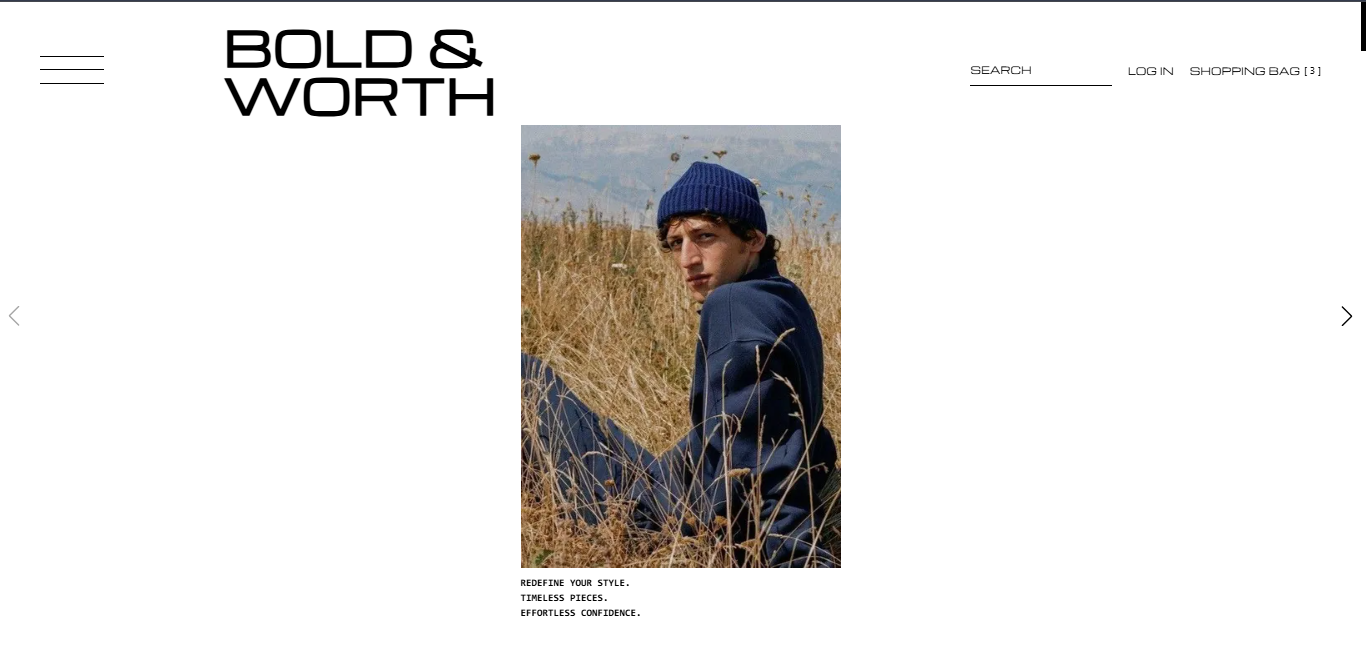 BOLD &
WORTH
SEARCH
LOG IN
SHOPPING BAG [3]
REDEFINE YOUR STYLE.
TIMELESS PIECES.
EFFORTLESS CONFIDENCE.